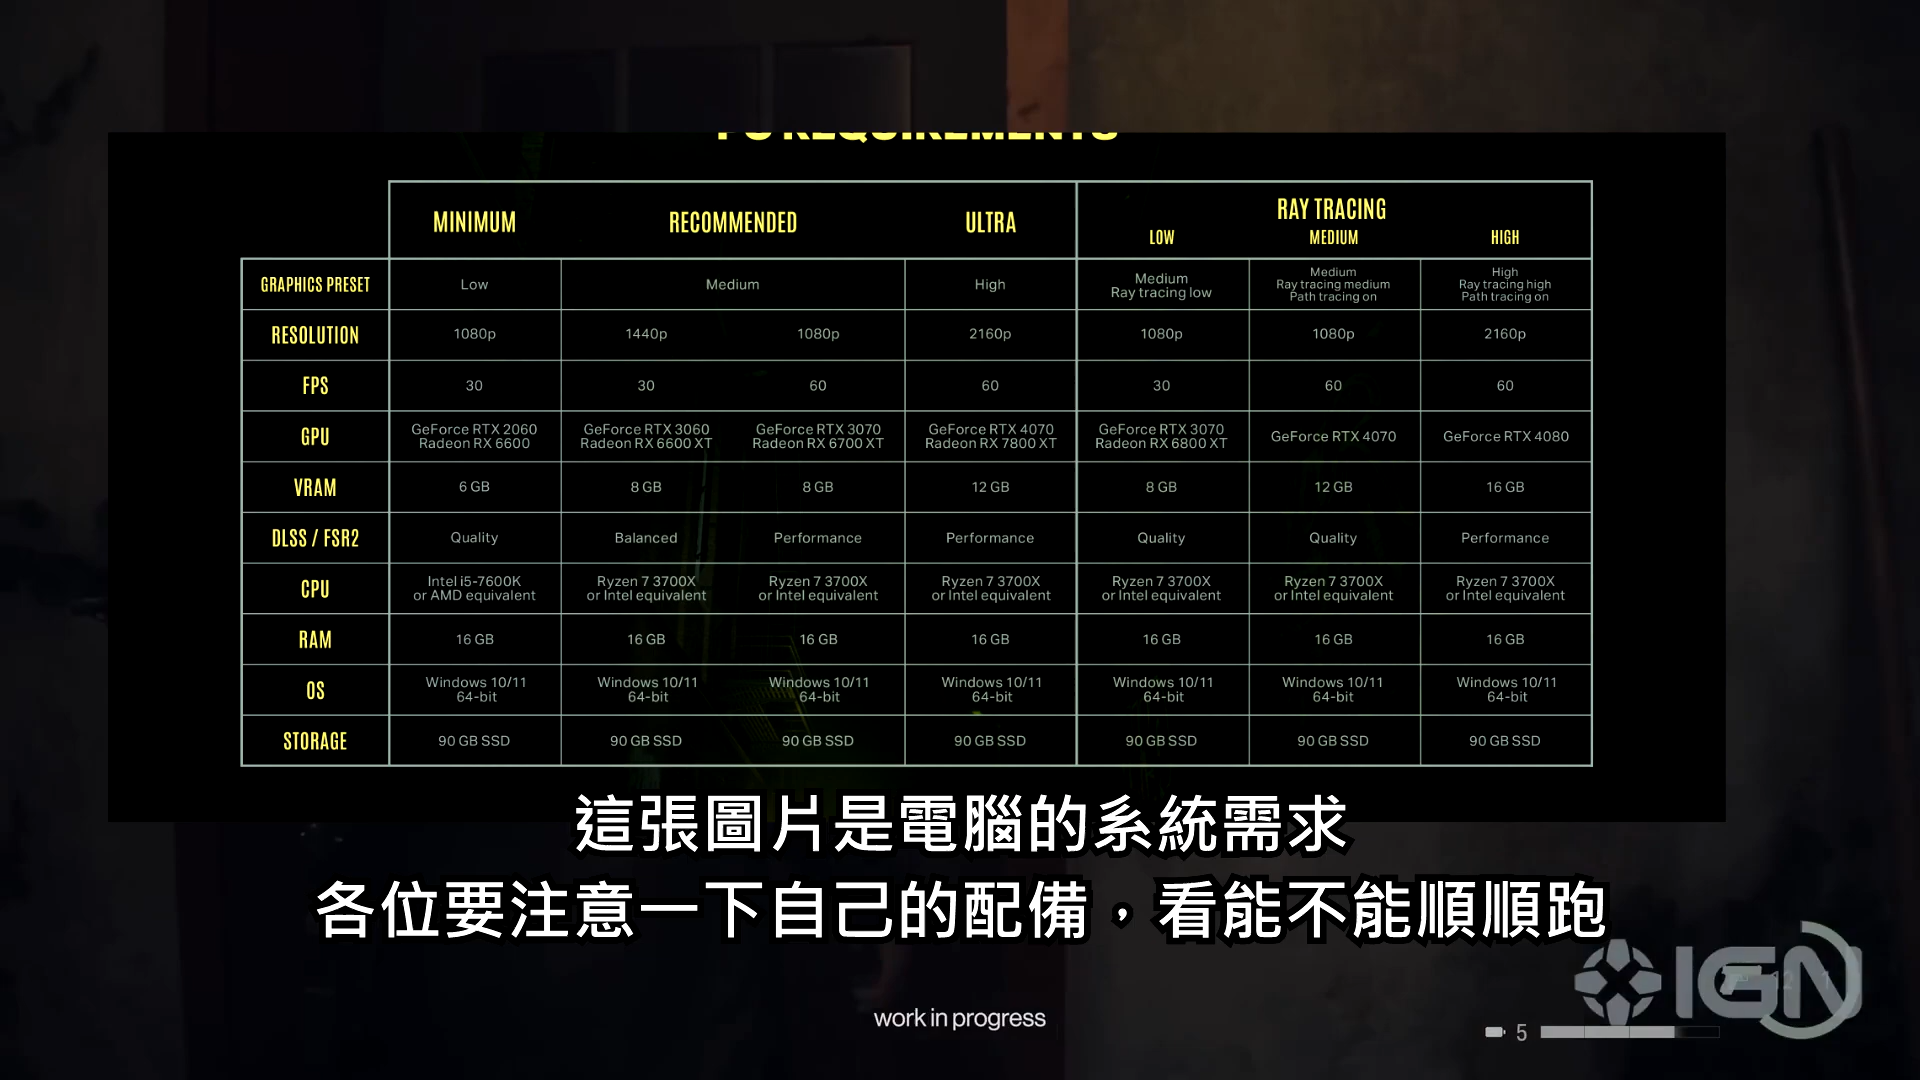 PC REQUIREMENTS
MINIMUM RECOMMENDED ULTRA RAY TRACING
LOW MEDIUM HIGH
GRAPHICS PRESET Low Medium High Medium Ray tracing low Medium Ray tracing medium Path tracing on High Ray tracing high Path tracing on
RESOLUTION 1080p 1440p 1080p 2160p 1080p 1080p 2160p
FPS 30 30 60 60 30 60 60
GPU GeForce RTX 2060 Radeon RX 6600 GeForce RTX 3060 Radeon RX 6600 XT GeForce RTX 3070 Radeon RX 6700 XT GeForce RTX 4070 Radeon RX 7800 XT GeForce RTX 3070 Radeon RX 6800 XT GeForce RTX 4070 GeForce RTX 4080
VRAM 6 GB 8 GB 8 GB 12 GB 8 GB 12 GB 16 GB
DLSS / FSR2 Quality Balanced Performance Performance Quality Quality Performance
CPU Intel i5-7600K or AMD equivalent Ryzen 7 3700X or Intel equivalent Ryzen 7 3700X or Intel equivalent Ryzen 7 3700X or Intel equivalent Ryzen 7 3700X or Intel equivalent Ryzen 7 3700X or Intel equivalent Ryzen 7 3700X or Intel equivalent
RAM 16 GB 16 GB 16 GB 16 GB 16 GB 16 GB 16 GB
OS Windows 10/11 64-bit Windows 10/11 64-bit Windows 10/11 64-bit Windows 10/11 64-bit Windows 10/11 64-bit Windows 10/11 64-bit Windows 10/11 64-bit
STORAGE 90 GB SSD 90 GB SSD 90 GB SSD 90 GB SSD 90 GB SSD 90 GB SSD 90 GB SSD
這張圖片是電腦的系統需求
各位要注意一下自己的配備，看能不能順順跑
IGN
work in progress
5